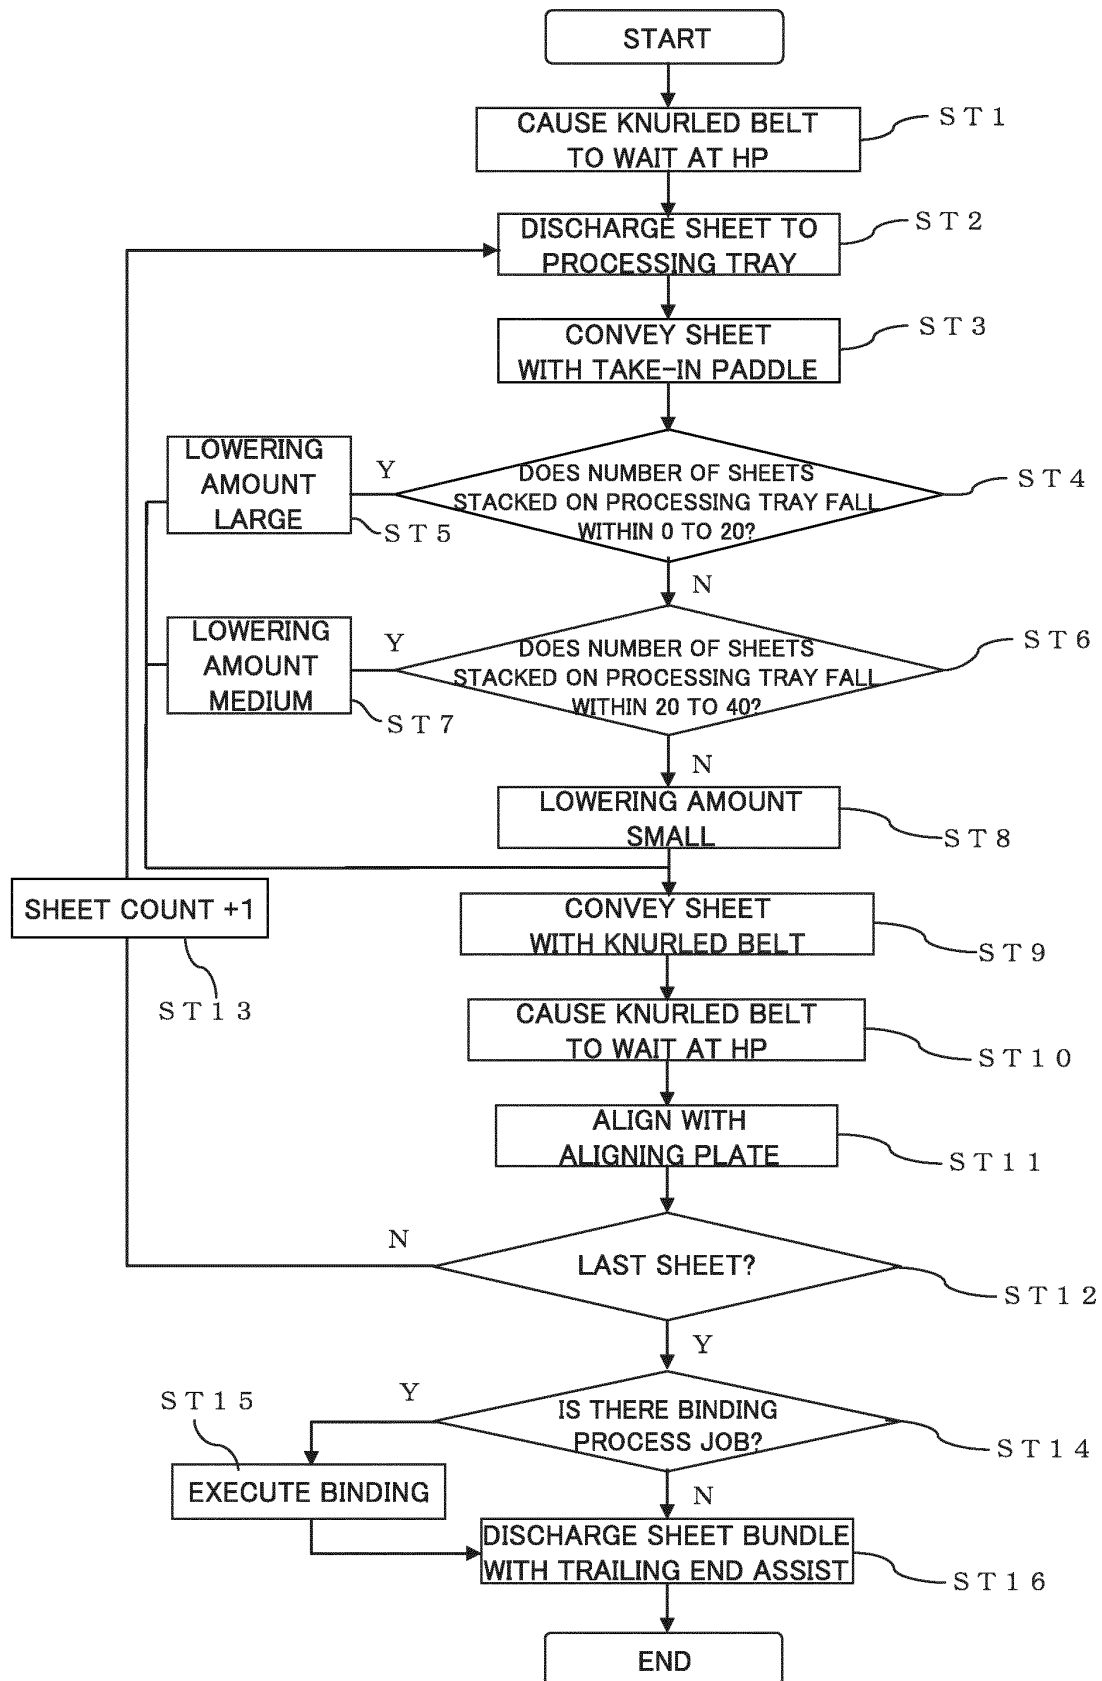 START
CAUSE KNURLED BELT
TO WAIT AT HP
ST1
DISCHARGE SHEET TO
PROCESSING TRAY
ST2
CONVEY SHEET
WITH TAKE-IN PADDLE
ST3
DOES NUMBER OF SHEETS
STACKED ON PROCESSING TRAY FALL
WITHIN 0 TO 20?
ST4
Y
LOWERING
AMOUNT
LARGE
ST5
N
DOES NUMBER OF SHEETS
STACKED ON PROCESSING TRAY FALL
WITHIN 20 TO 40?
ST6
Y
LOWERING
AMOUNT
MEDIUM
ST7
N
LOWERING AMOUNT
SMALL
ST8
CONVEY SHEET
WITH KNURLED BELT
ST9
SHEET COUNT +1
ST13
CAUSE KNURLED BELT
TO WAIT AT HP
ST10
ALIGN WITH
ALIGNING PLATE
ST11
N
LAST SHEET?
ST12
Y
IS THERE BINDING
PROCESS JOB?
ST14
Y
ST15
EXECUTE BINDING
N
DISCHARGE SHEET BUNDLE
WITH TRAILING END ASSIST
ST16
END